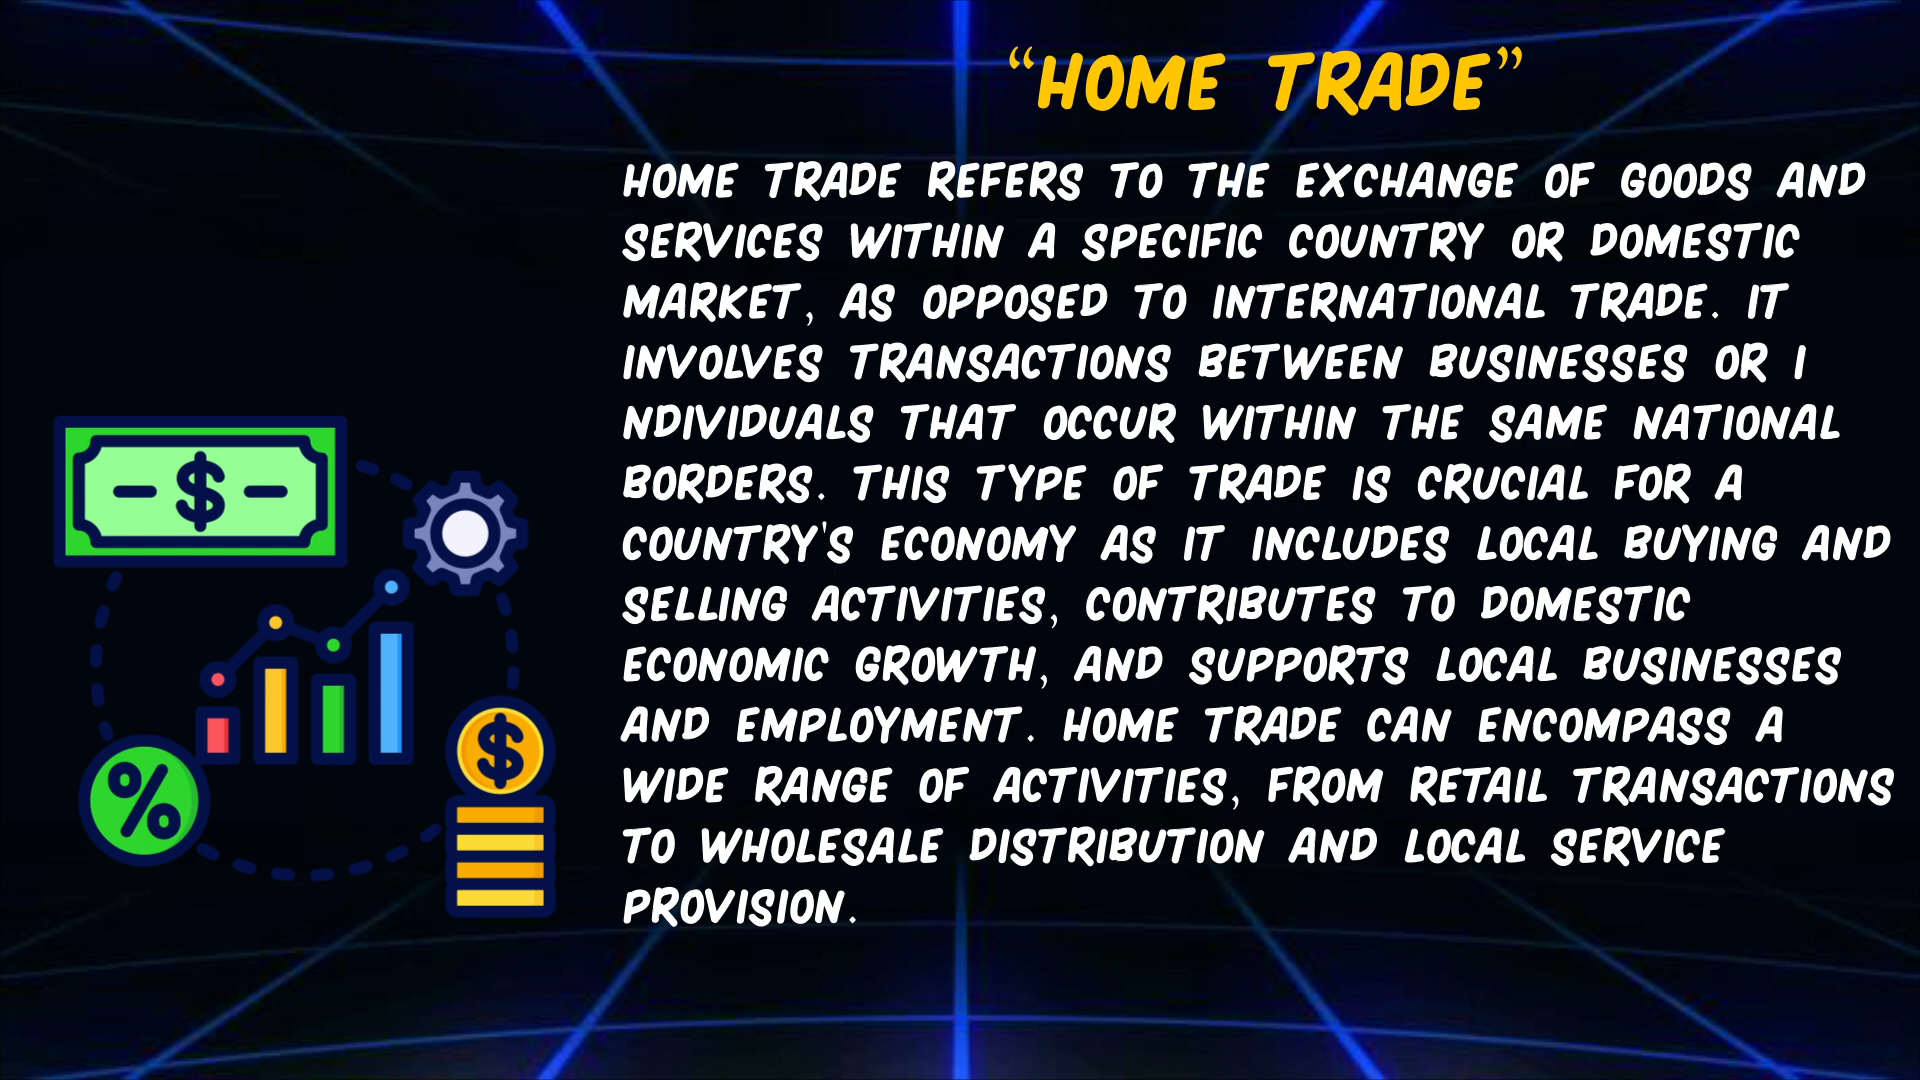 “HOME TRADE”
HOME TRADE REFERS TO THE EXCHANGE OF GOODS AND
SERVICES WITHIN A SPECIFIC COUNTRY OR DOMESTIC
MARKET, AS OPPOSED TO INTERNATIONAL TRADE. IT
INVOLVES TRANSACTIONS BETWEEN BUSINESSES OR I
NDIVIDUALS THAT OCCUR WITHIN THE SAME NATIONAL
BORDERS. THIS TYPE OF TRADE IS CRUCIAL FOR A
COUNTRY'S ECONOMY AS IT INCLUDES LOCAL BUYING AND
SELLING ACTIVITIES, CONTRIBUTES TO DOMESTIC
ECONOMIC GROWTH, AND SUPPORTS LOCAL BUSINESSES
AND EMPLOYMENT. HOME TRADE CAN ENCOMPASS A
WIDE RANGE OF ACTIVITIES, FROM RETAIL TRANSACTIONS
TO WHOLESALE DISTRIBUTION AND LOCAL SERVICE
PROVISION.
$
%
$